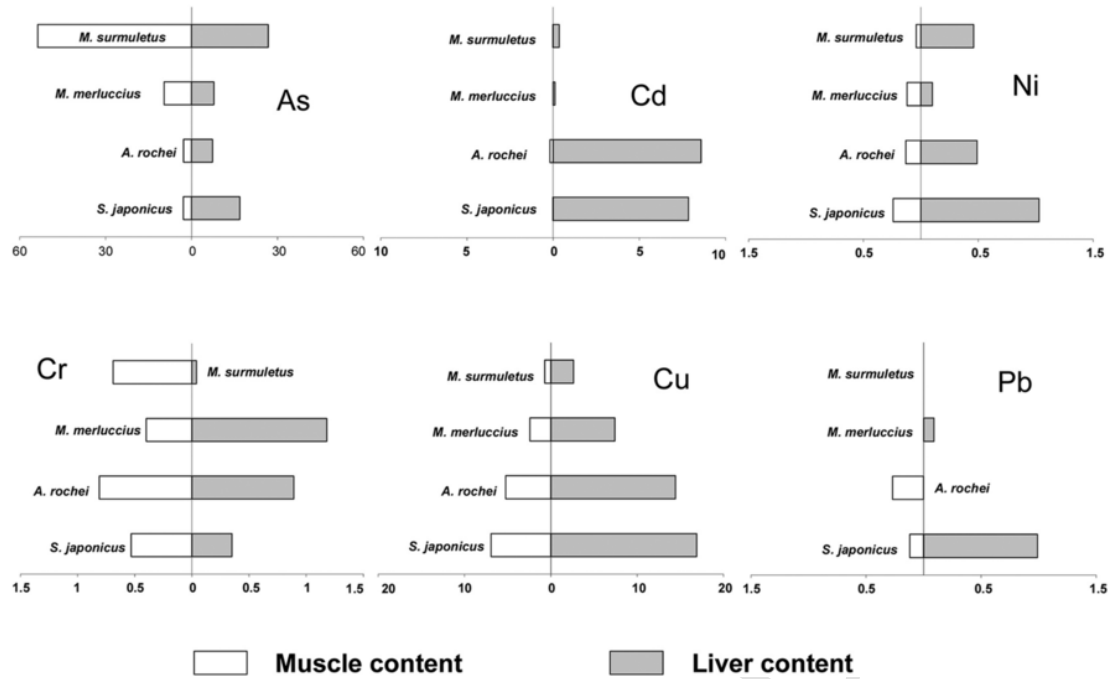 M. surmuletus
M. merluccius
As
A. rochei
S. japonicus
60 30 0 30 60
M. surmuletus
M. merluccius
Cd
A. rochei
S. japonicus
10 5 0 5 10
M. surmuletus
M. merluccius
Ni
A. rochei
S. japonicus
1.5 0.5 0.5 1.5
Cr
M. surmuletus
M. merluccius
A. rochei
S. japonicus
1.5 1 0.5 0 0.5 1 1.5
M. surmuletus
Cu
M. merluccius
A. rochei
S. japonicus
20 10 0 10 20
M. surmuletus
Pb
M. merluccius
A. rochei
S. japonicus
0.5 0.5 1.5
Muscle content
Liver content